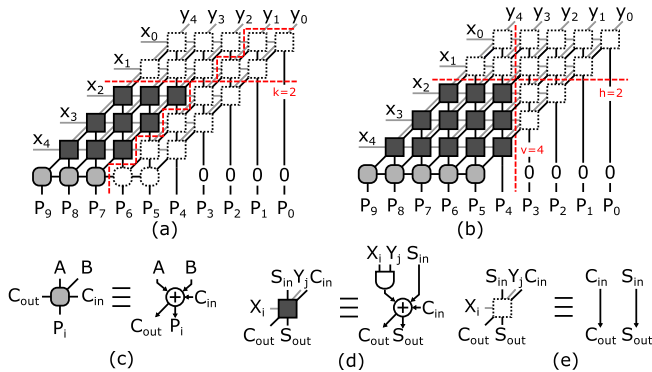 y₄ y₃ y₂ y₁ y₀
x₀
x₁
x₂
k=2
x₃
x₄
0 0 0 0
P₉ P₈ P₇ P₆ P₅ P₄ P₃ P₂ P₁ P₀
(a)
y₄ y₃ y₂ y₁ y₀
x₀
x₁
x₂
h=2
x₃
x₄
v=4
0 0 0 0
P₉ P₈ P₇ P₆ P₅ P₄ P₃ P₂ P₁ P₀
(b)
A B
Cout Cin
Pi
≡
A B
+ Cin
Cout Pi
(c)
Sin Yj Cin
Xi
Cout Sout
≡
Xi Yj Sin
+ Cin
Cout Sout
(d)
Sin Yj Cin
Xi
Cout Sout
≡
Cin Sin
Cout Sout
(e)